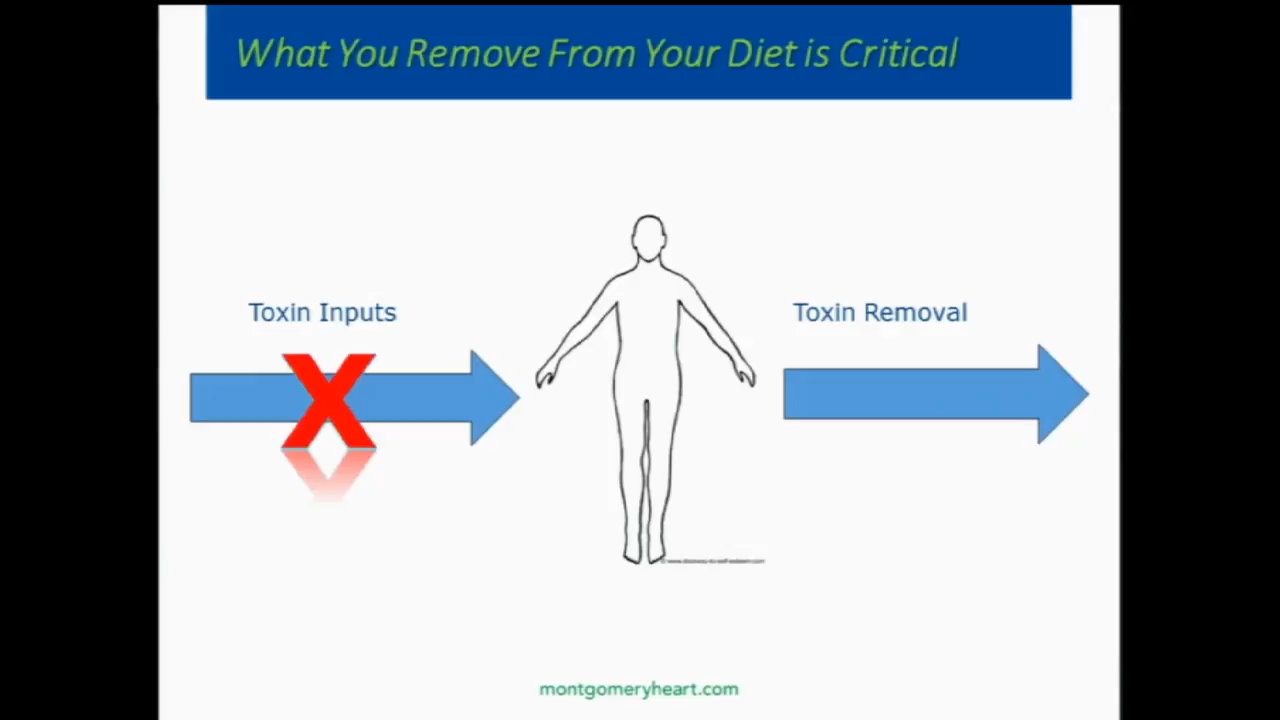 What You Remove From Your Diet is Critical
Toxin Inputs
Toxin Removal
X
montgomeryheart.com